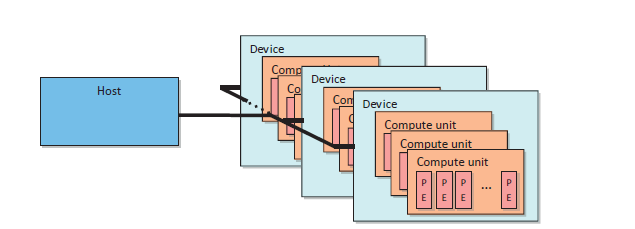 Host
Device
Device
Device
Compute unit
Compute unit
Compute unit
P P P ... P
E E E E